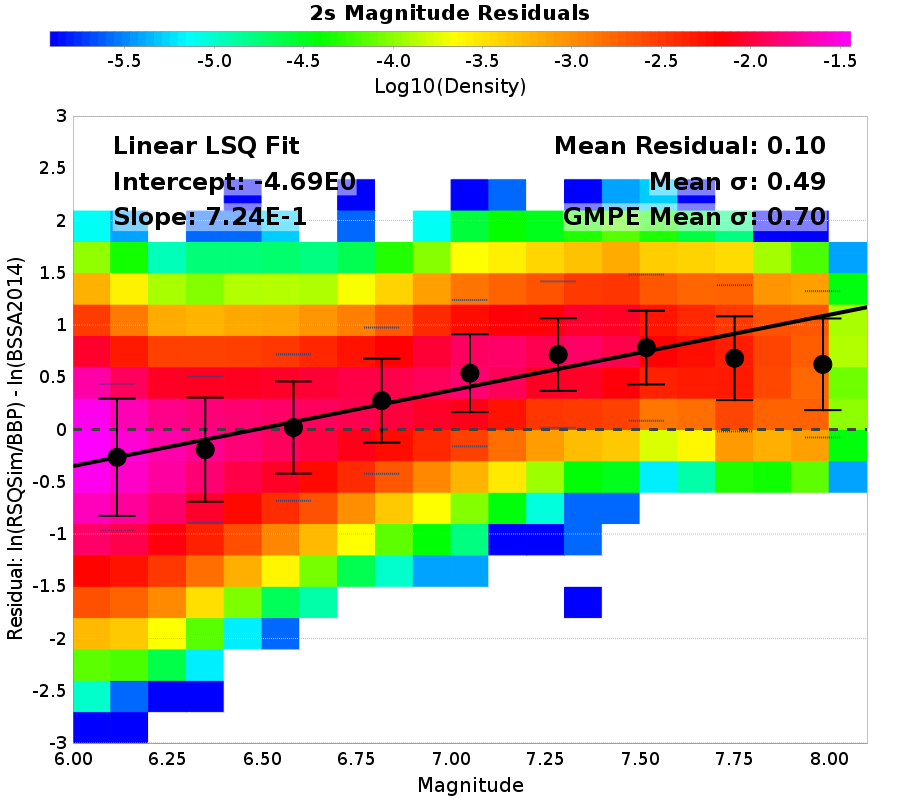 2s Magnitude Residuals
-5.5 -5.0 -4.5 -4.0 -3.5 -3.0 -2.5 -2.0 -1.5
Log10(Density)
Linear LSQ Fit
Intercept: -4.69E0
Slope: 7.24E-1
Mean Residual: 0.10
Mean σ: 0.49
GMPE Mean σ: 0.70
Residual: ln(RSQSim/BBP) - ln(BSSA2014)
3
2.5
2
1.5
1
0.5
0
-0.5
-1
-1.5
-2
-2.5
-3
6.00 6.25 6.50 6.75 7.00 7.25 7.50 7.75 8.00
Magnitude